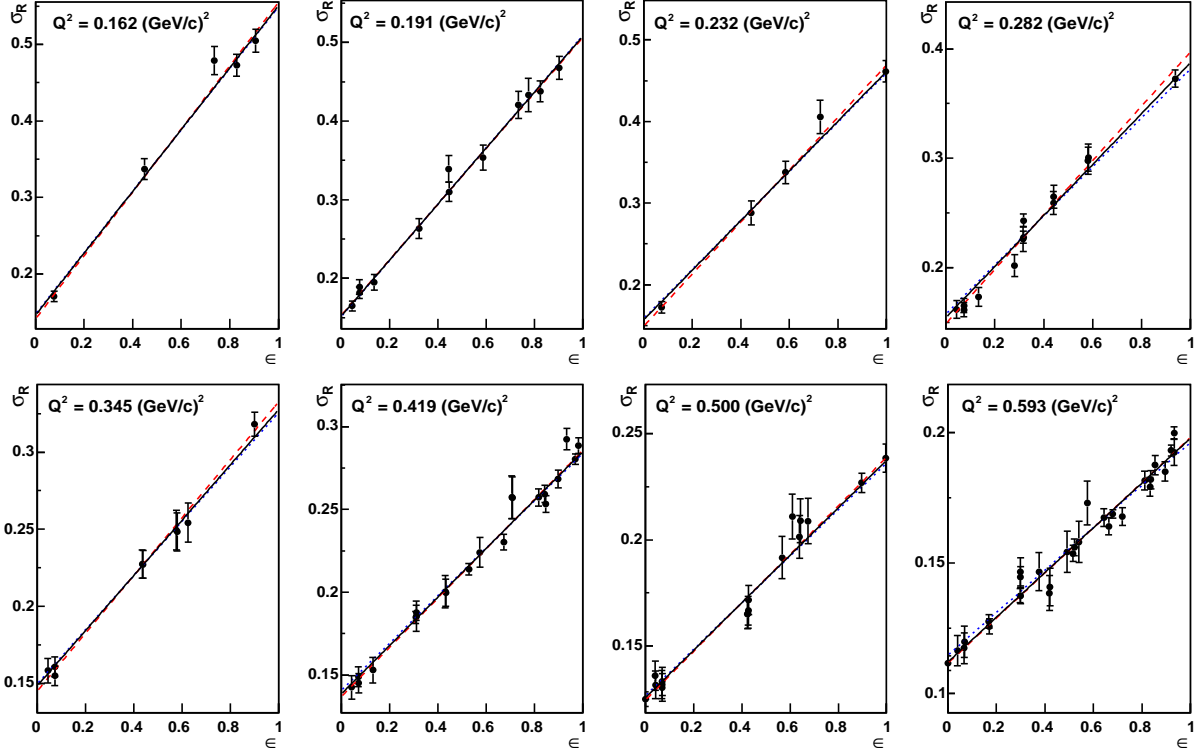 σR Q² = 0.162 (GeV/c)²
0.5
0.4
0.3
0.2
0 0.2 0.4 0.6 0.8 1
∈
σR Q² = 0.191 (GeV/c)²
0.5
0.4
0.3
0.2
0 0.2 0.4 0.6 0.8 1
∈
σR Q² = 0.232 (GeV/c)²
0.5
0.4
0.3
0.2
0 0.2 0.4 0.6 0.8 1
∈
σR Q² = 0.282 (GeV/c)²
0.4
0.3
0.2
0 0.2 0.4 0.6 0.8 1
∈
σR Q² = 0.345 (GeV/c)²
0.3
0.25
0.2
0.15
0 0.2 0.4 0.6 0.8 1
∈
σR Q² = 0.419 (GeV/c)²
0.3
0.25
0.2
0.15
0 0.2 0.4 0.6 0.8 1
∈
σR Q² = 0.500 (GeV/c)²
0.25
0.2
0.15
0 0.2 0.4 0.6 0.8 1
∈
σR Q² = 0.593 (GeV/c)²
0.2
0.15
0.1
0 0.2 0.4 0.6 0.8 1
∈